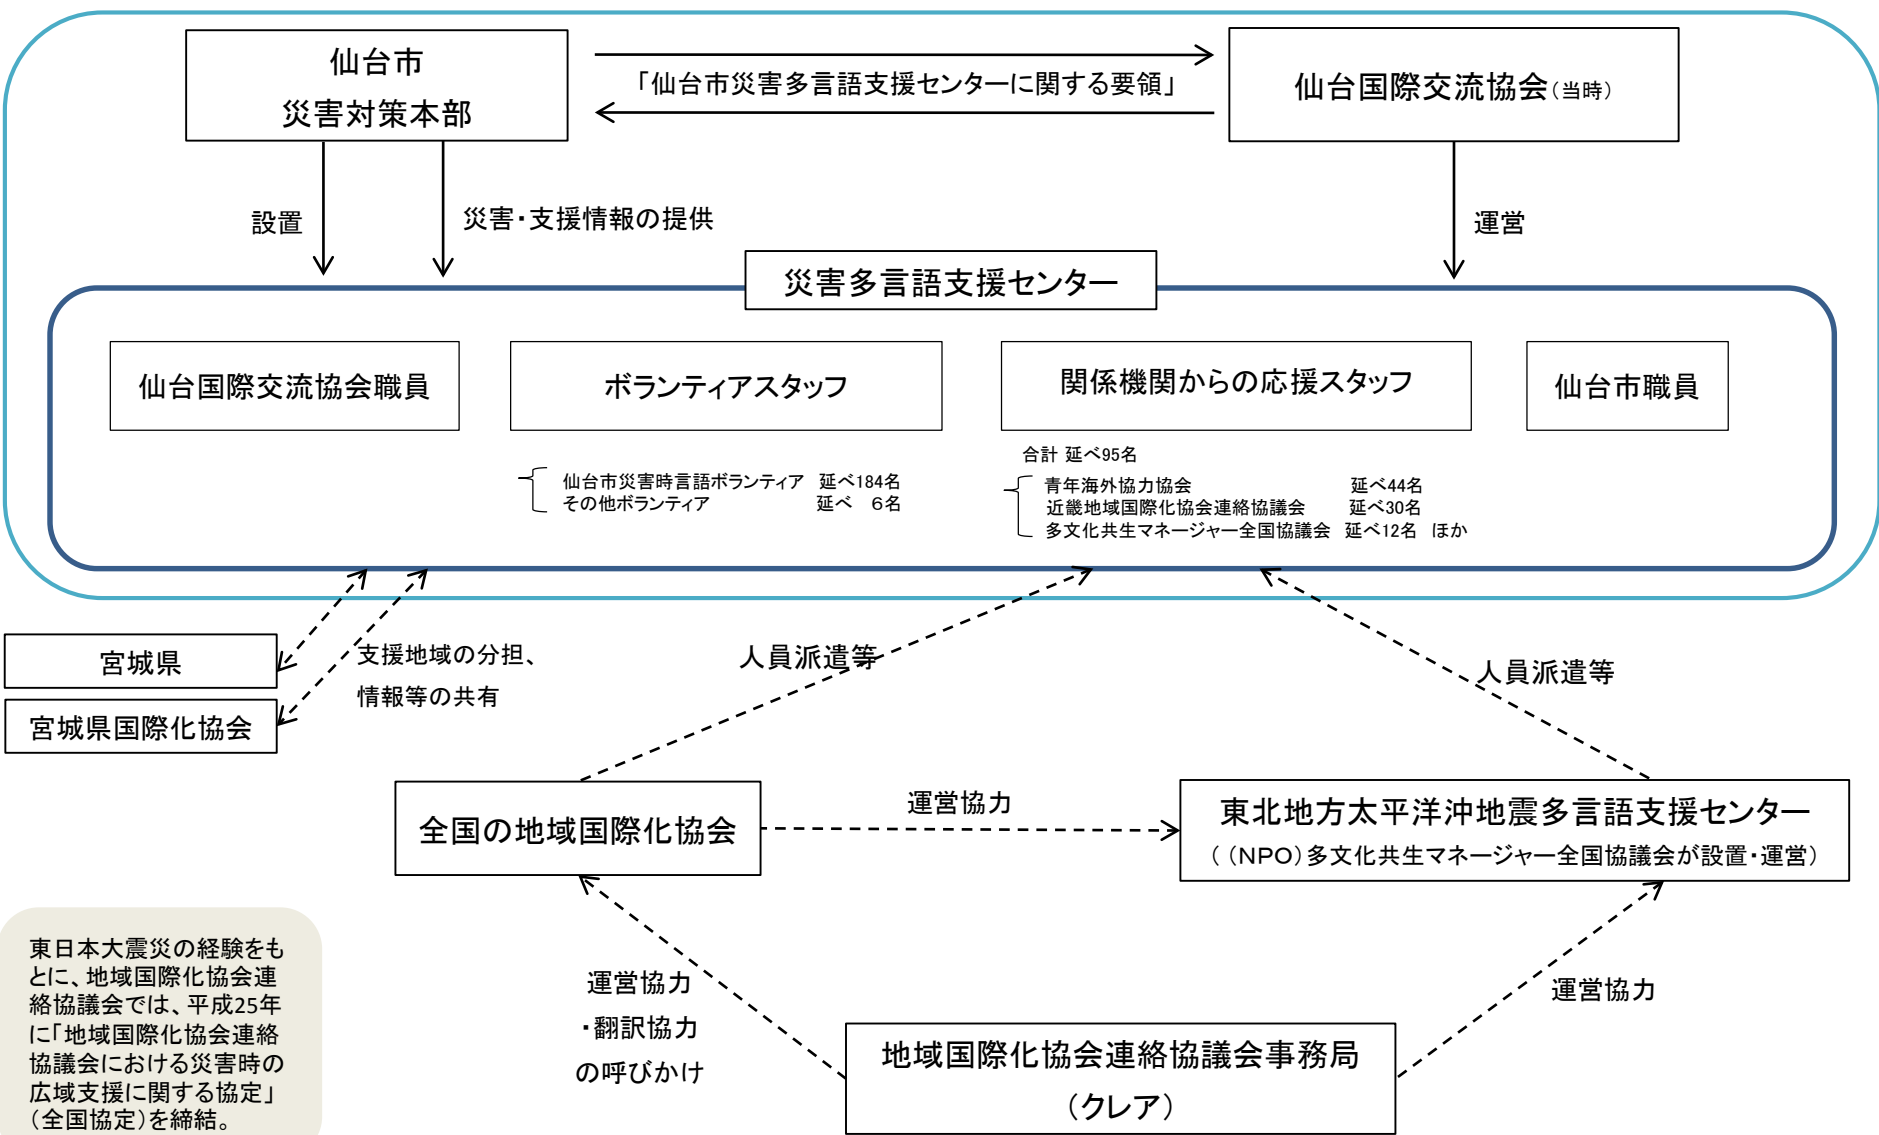 仙台市
災害対策本部
「仙台市災害多言語支援センターに関する要領」
仙台国際交流協会（当時）
設置
災害・支援情報の提供
運営
災害多言語支援センター
仙台国際交流協会職員
ボランティアスタッフ
関係機関からの応援スタッフ
仙台市職員
仙台市災害時言語ボランティア 延べ184名
その他ボランティア 延べ 6名
合計 延べ95名
青年海外協力協会 延べ44名
近畿地域国際化協会連絡協議会 延べ30名
多文化共生マネージャー全国協議会 延べ12名 ほか
宮城県
宮城県国際化協会
支援地域の分担、
情報等の共有
人員派遣等
人員派遣等
全国の地域国際化協会
運営協力
東北地方太平洋沖地震多言語支援センター
（（NPO）多文化共生マネージャー全国協議会が設置・運営）
運営協力
・翻訳協力
の呼びかけ
運営協力
地域国際化協会連絡協議会事務局
（クレア）
東日本大震災の経験をも
とに、地域国際化協会連
絡協議会では、平成25年
に「地域国際化協会連絡
協議会における災害時の
広域支援に関する協定」
（全国協定）を締結。